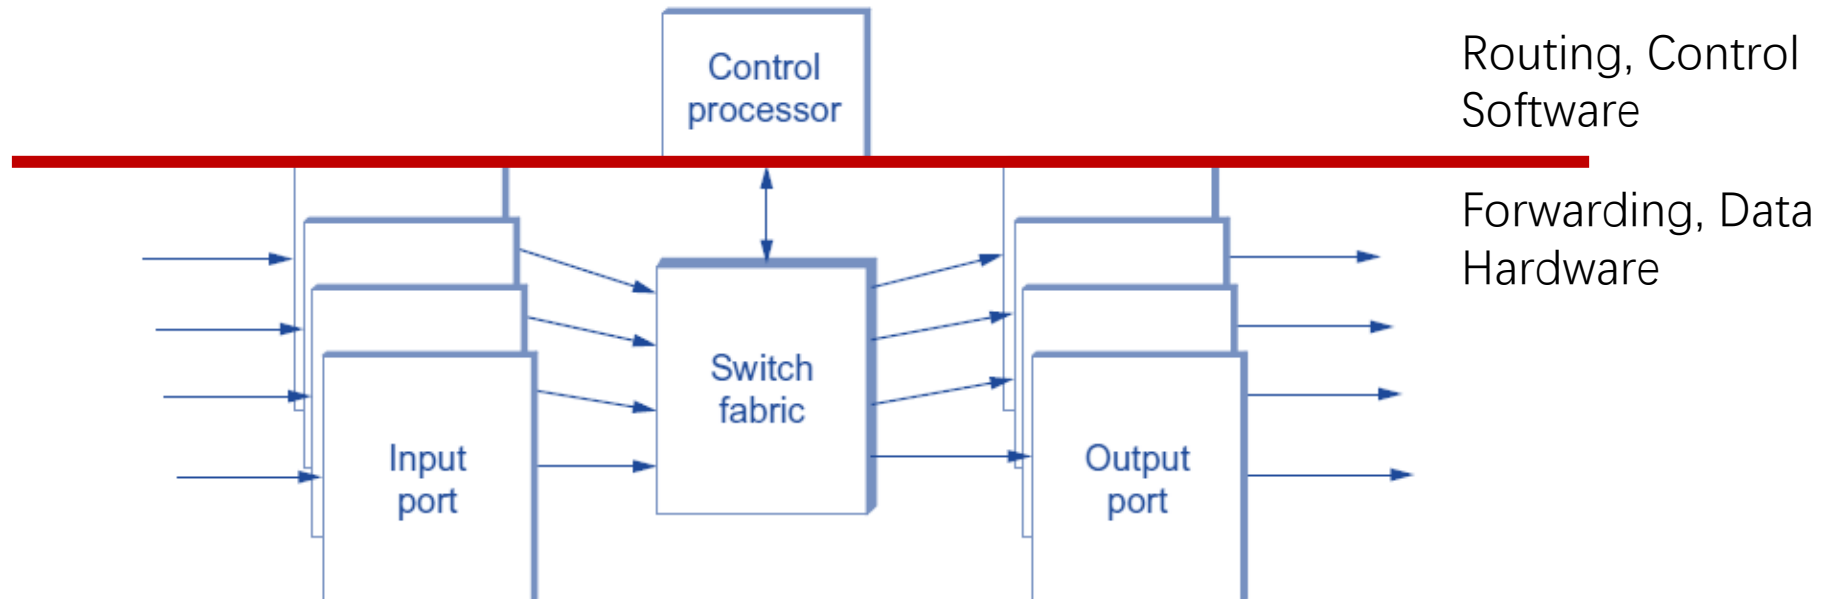 Control
processor
Routing, Control
Software
Forwarding, Data
Hardware
Switch
fabric
Input
port
Output
port